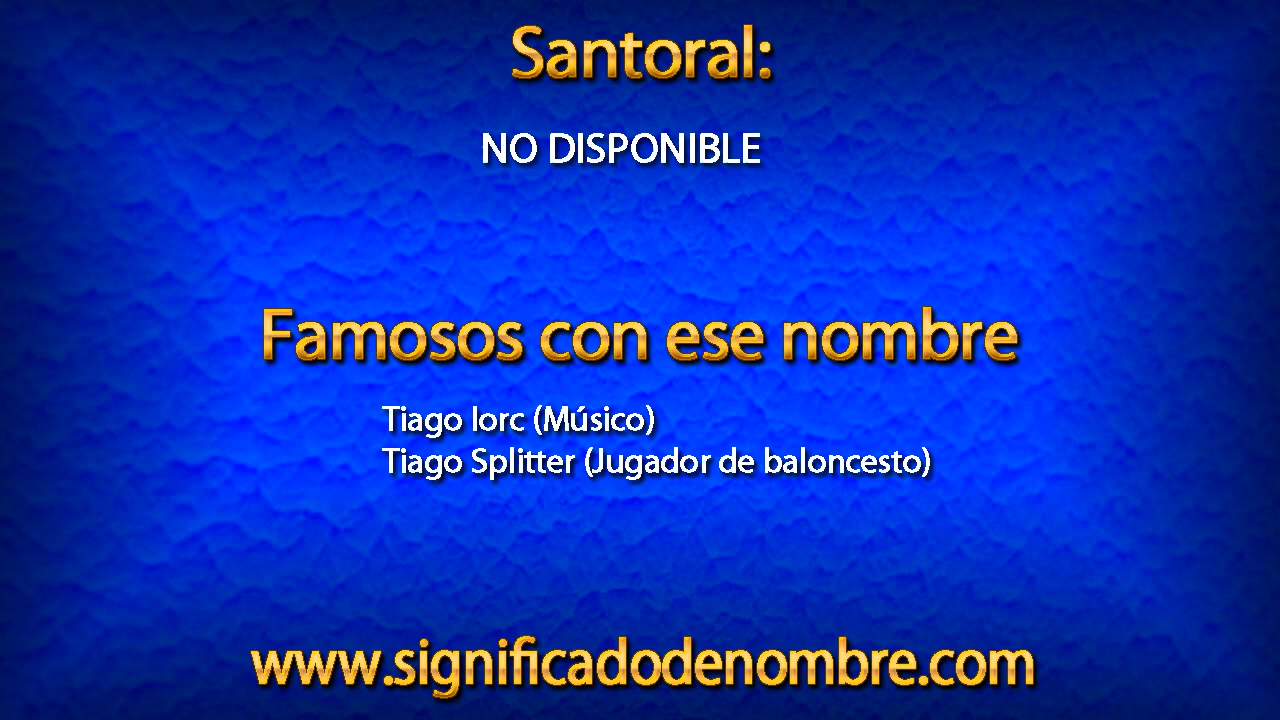 Santoral:
NO DISPONIBLE
Famosos con ese nombre
Tiago Iorc (Músico)
Tiago Splitter (Jugador de baloncesto)
www.significadodenombre.com